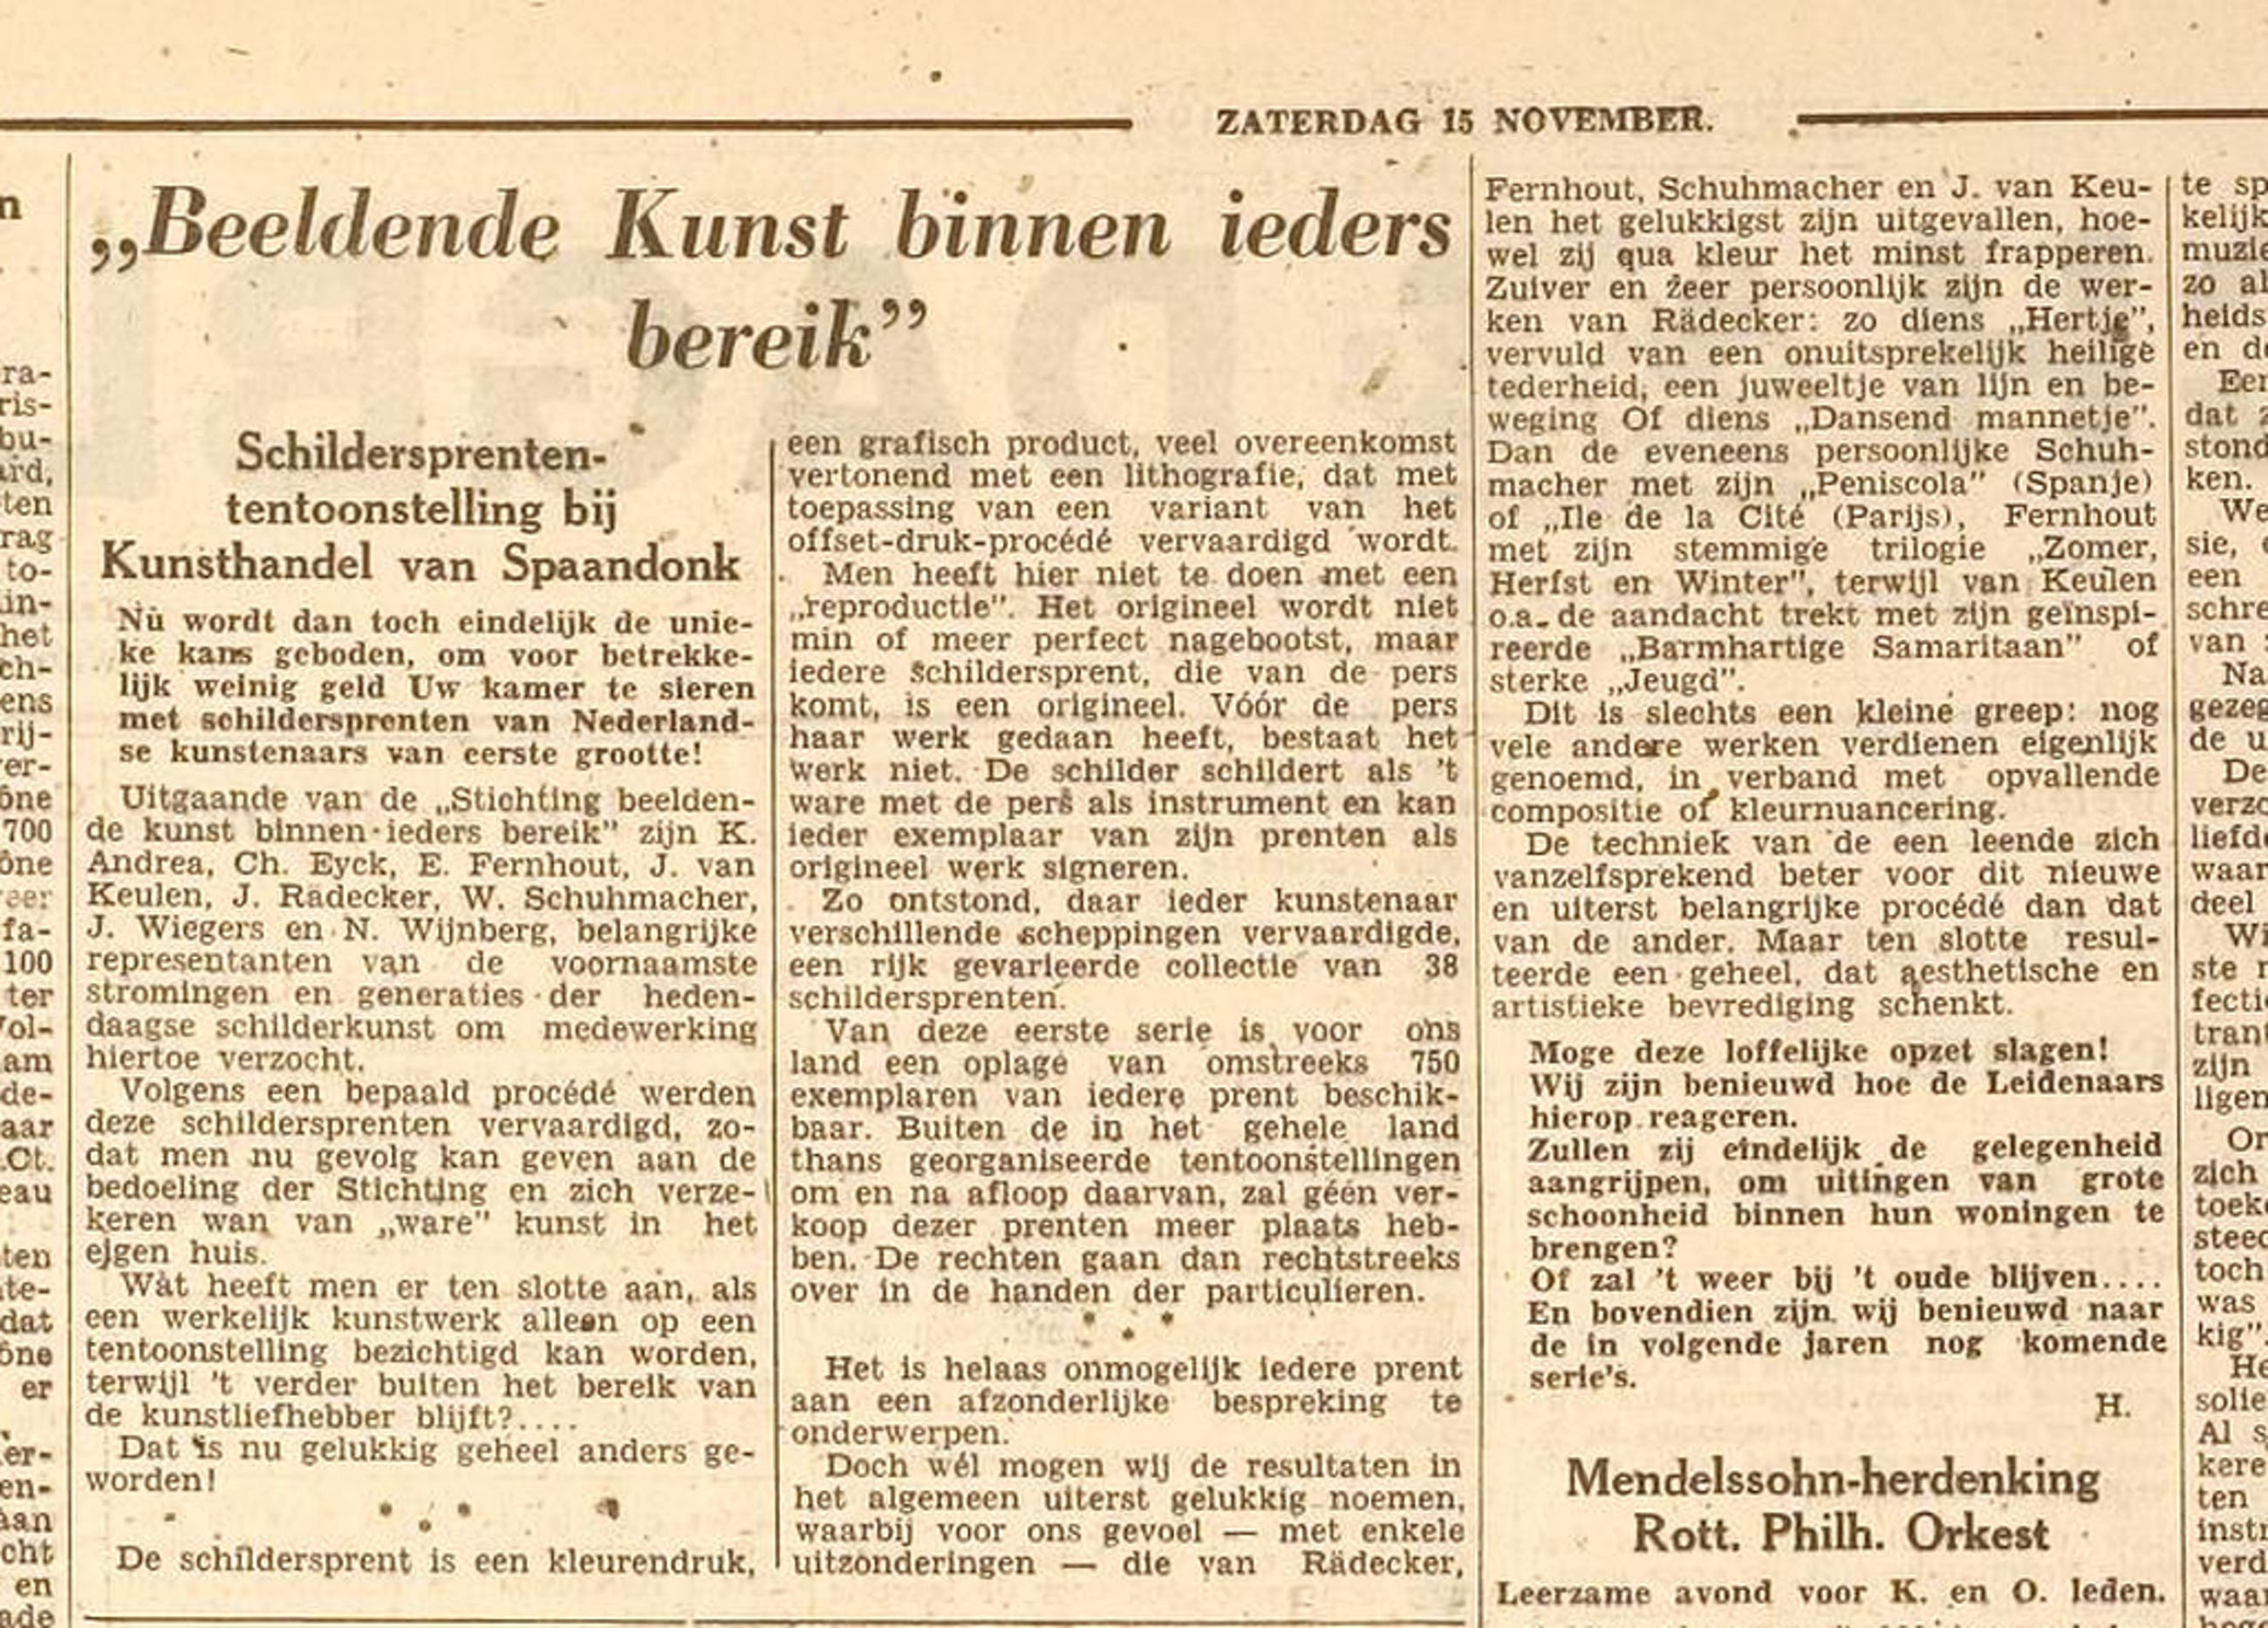 ZATERDAG 15 NOVEMBER.
„Beeldende Kunst binnen ieders
bereik”
Schildersprenten-
tentoonstelling bij
Kunsthandel van Spaandonk
Nù wordt dan toch eindelijk de unie-
ke kans geboden, om voor betrekke-
lijk weinig geld Uw kamer te sieren
met schildersprenten van Nederland-
se kunstenaars van eerste grootte!
Uitgaande van de „Stichting beelden-
de kunst binnen ieders bereik” zijn K.
Andrea, Ch. Eyck, E. Fernhout, J. van
Keulen, J. Rädecker, W. Schuhmacher,
J. Wiegers en N. Wijnberg, belangrijke
representanten van de voornaamste
stromingen en generaties der heden-
daagse schilderkunst om medewerking
hiertoe verzocht.
Volgens een bepaald procédé werden
deze schildersprenten vervaardigd, zo-
dat men nu gevolg kan geven aan de
bedoeling der Stichting en zich verze-
keren wan van „ware” kunst in het
eigen huis.
Wàt heeft men er ten slotte aan, als
een werkelijk kunstwerk alleen op een
tentoonstelling bezichtigd kan worden,
terwijl 't verder buiten het bereik van
de kunstliefhebber blijft?....
Dat is nu gelukkig geheel anders ge-
worden!
De schildersprent is een kleurendruk,
een grafisch product, veel overeenkomst
vertonend met een lithografie, dat met
toepassing van een variant van het
offset-druk-procédé vervaardigd wordt.
Men heeft hier niet te doen met een
„reproductie”. Het origineel wordt niet
min of meer perfect nagebootst, maar
iedere schildersprent, die van de pers
komt, is een origineel. Vóór de pers
haar werk gedaan heeft, bestaat het
werk niet. De schilder schildert als 't
ware met de pers als instrument en kan
ieder exemplaar van zijn prenten als
origineel werk signeren.
Zo ontstond, daar ieder kunstenaar
verschillende scheppingen vervaardigde,
een rijk gevarieerde collectie van 38
schildersprenten.
Van deze eerste serie is voor ons
land een oplage van omstreeks 750
exemplaren van iedere prent beschik-
baar. Buiten de in het gehele land
thans georganiseerde tentoonstellingen
om en na afloop daarvan, zal géén ver-
koop dezer prenten meer plaats heb-
ben. De rechten gaan dan rechtstreeks
over in de handen der particulieren.
Het is helaas onmogelijk iedere prent
aan een afzonderlijke bespreking te
onderwerpen.
Doch wél mogen wij de resultaten in
het algemeen uiterst gelukkig noemen,
waarbij voor ons gevoel — met enkele
uitzonderingen — die van Rädecker,
Fernhout, Schuhmacher en J. van Keu-
len het gelukkigst zijn uitgevallen, hoe-
wel zij qua kleur het minst frapperen.
Zuiver en zeer persoonlijk zijn de wer-
ken van Rädecker: zo diens „Hertje”,
vervuld van een onuitsprekelijk heilige
tederheid, een juweeltje van lijn en be-
weging Of diens „Dansend mannetje”.
Dan de eveneens persoonlijke Schuh-
macher met zijn „Peniscola” (Spanje)
of „Ile de la Cité (Parijs), Fernhout
met zijn stemmige trilogie „Zomer,
Herfst en Winter”, terwijl van Keulen
o.a. de aandacht trekt met zijn geïnspi-
reerde „Barmhartige Samaritaan” of
sterke „Jeugd”.
Dit is slechts een kleine greep: nog
vele andere werken verdienen eigenlijk
genoemd, in verband met opvallende
compositie of kleurnuancering.
De techniek van de een leende zich
vanzelfsprekend beter voor dit nieuwe
en uiterst belangrijke procédé dan dat
van de ander. Maar ten slotte resul-
teerde een geheel, dat aesthetische en
artistieke bevrediging schenkt.
Moge deze loffelijke opzet slagen!
Wij zijn benieuwd hoe de Leidenaars
hierop reageren.
Zullen zij eindelijk de gelegenheid
aangrijpen, om uitingen van grote
schoonheid binnen hun woningen te
brengen?
Of zal 't weer bij 't oude blijven....
En bovendien zijn wij benieuwd naar
de in volgende jaren nog komende
serie's.
H.
Mendelssohn-herdenking
Rott. Philh. Orkest
Leerzame avond voor K. en O. leden.